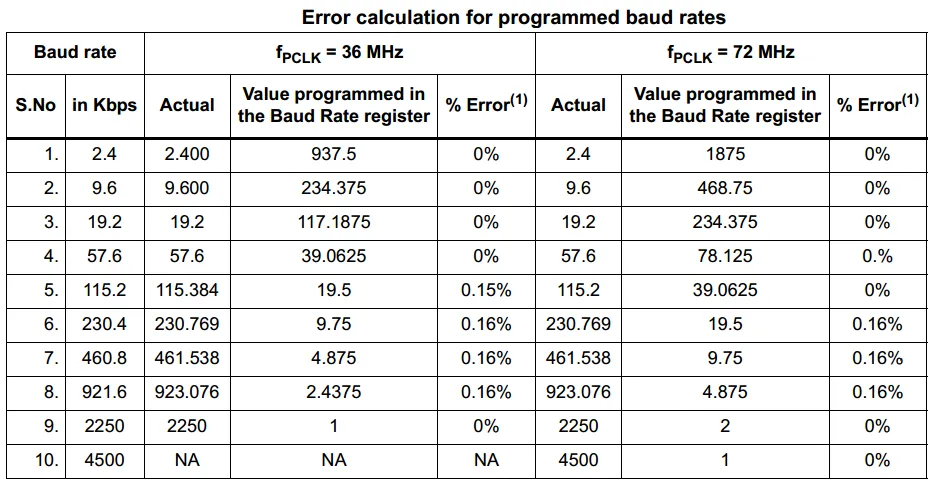 Error calculation for programmed baud rates
Baud rate fPCLK = 36 MHz fPCLK = 72 MHz
S.No in Kbps Actual Value programmed in the Baud Rate register % Error(1) Actual Value programmed in the Baud Rate register % Error(1)
1. 2.4 2.400 937.5 0% 2.4 1875 0%
2. 9.6 9.600 234.375 0% 9.6 468.75 0%
3. 19.2 19.2 117.1875 0% 19.2 234.375 0%
4. 57.6 57.6 39.0625 0% 57.6 78.125 0.%
5. 115.2 115.384 19.5 0.15% 115.2 39.0625 0%
6. 230.4 230.769 9.75 0.16% 230.769 19.5 0.16%
7. 460.8 461.538 4.875 0.16% 461.538 9.75 0.16%
8. 921.6 923.076 2.4375 0.16% 923.076 4.875 0.16%
9. 2250 2250 1 0% 2250 2 0%
10. 4500 NA NA NA 4500 1 0%